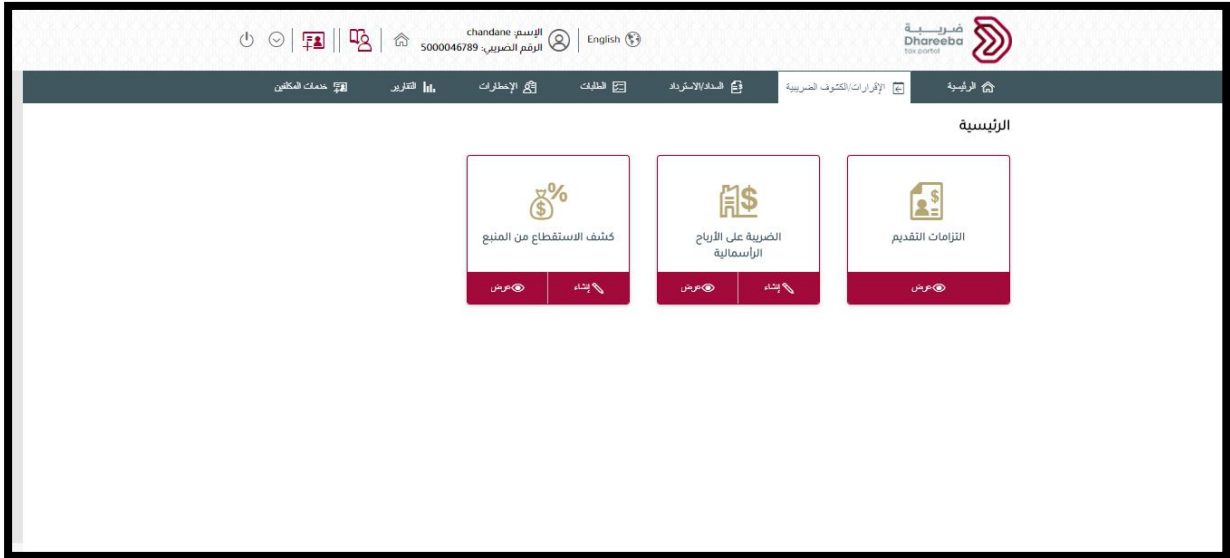 ضريبة
Dhareeba
tax portal
English
الإسم: chandane
الرقم الضريبي: 5000046789
الرئيسية
الإقرارات/الكشوف الضريبية
السداد/الاسترداد
الطلبات
الإخطارات
التقارير
خدمات المكلفين
الرئيسية
التزامات التقديم
عرض
الضريبة على الأرباح
الرأسمالية
إنشاء
عرض
كشف الاستقطاع من المنبع
إنشاء
عرض